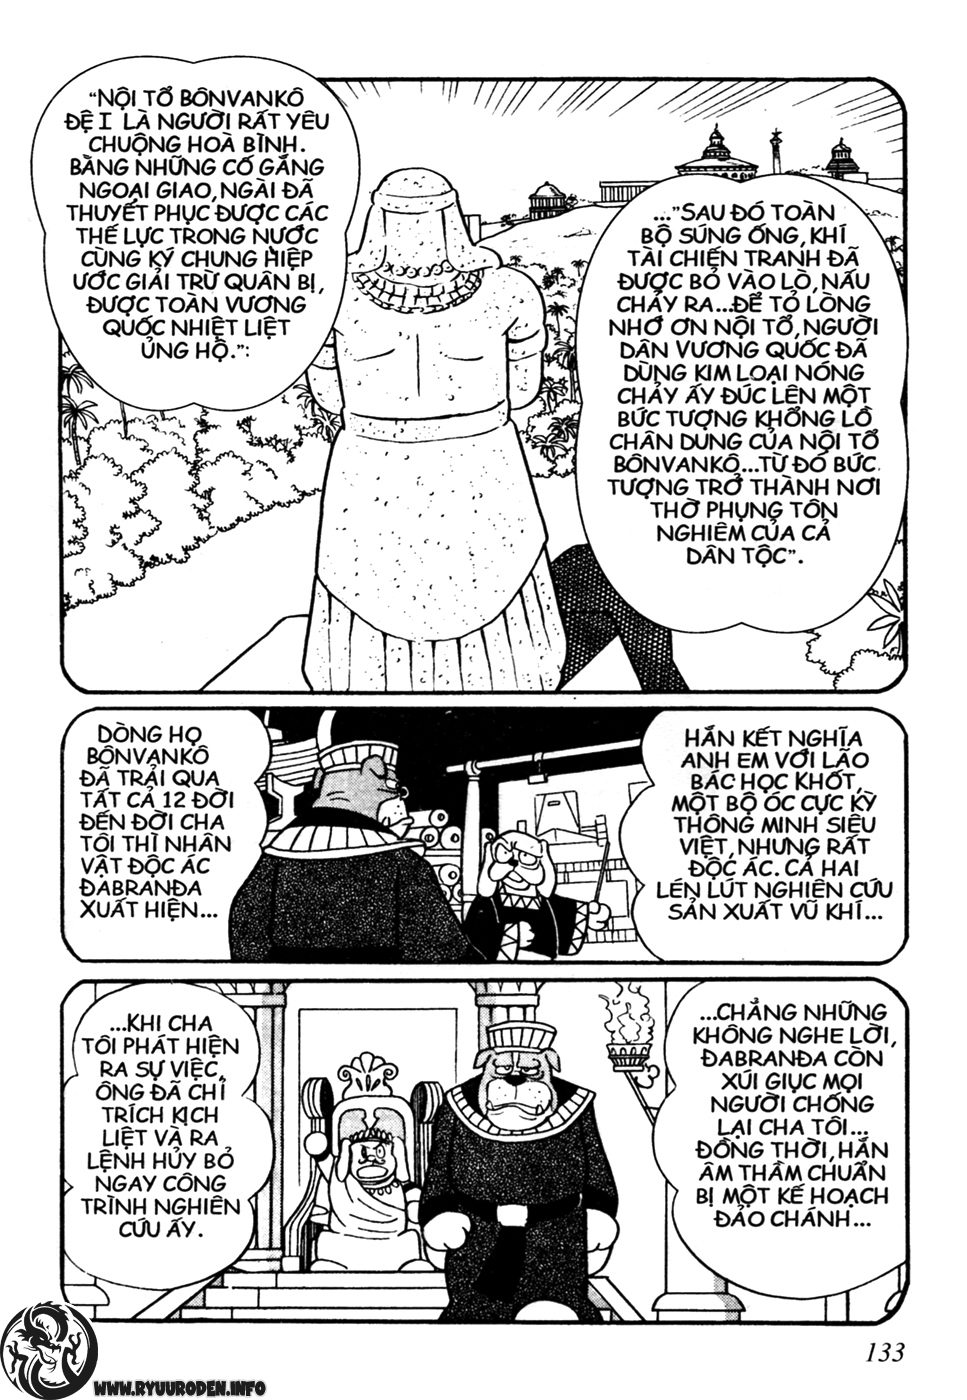 "NỘI TỔ BÔNVANKÔ
ĐỆ I LÀ NGƯỜI RẤT YÊU
CHUỘNG HOÀ BÌNH.
BẰNG NHỮNG CỐ GẮNG
NGOẠI GIAO, NGÀI ĐÃ
THUYẾT PHỤC ĐƯỢC CÁC
THẾ LỰC TRONG NƯỚC
CÙNG KÝ CHUNG HIỆP
ƯỚC GIẢI TRỪ QUÂN BỊ,
ĐƯỢC TOÀN VƯƠNG
QUỐC NHIỆT LIỆT
ỦNG HỘ.":
..."SAU ĐÓ TOÀN
BỘ SÚNG ỐNG, KHÍ
TÀI CHIẾN TRANH ĐÃ
ĐƯỢC BỎ VÀO LÒ, NẤU
CHẢY RA...ĐỂ TỎ LÒNG
NHỚ ƠN NỘI TỔ, NGƯỜI
DÂN VƯƠNG QUỐC ĐÃ
DÙNG KIM LOẠI NÓNG
CHẢY ẤY ĐÚC LÊN MỘT
BỨC TƯỢNG KHỔNG LỒ
CHÂN DUNG CỦA NỘI TỔ
BÔNVANKÔ...TỪ ĐÓ BỨC
TƯỢNG TRỞ THÀNH NƠI
THỜ PHỤNG TÔN
NGHIÊM CỦA CẢ
DÂN TỘC".
DÒNG HỌ
BÔNVANKÔ
ĐÃ TRẢI QUA
TẤT CẢ 12 ĐỜI
ĐẾN ĐỜI CHA
TÔI THÌ NHÂN
VẬT ĐỘC ÁC
ĐABRANĐA
XUẤT HIỆN...
HẮN KẾT NGHĨA
ANH EM VỚI LÃO
BÁC HỌC KHỐT,
MỘT BỘ ÓC CỰC KỲ
THÔNG MINH SIÊU
VIỆT, NHƯNG RẤT
ĐỘC ÁC. CẢ HAI
LÉN LÚT NGHIÊN CỨU
SẢN XUẤT VŨ KHÍ...
...KHI CHA
TÔI PHÁT HIỆN
RA SỰ VIỆC,
ÔNG ĐÃ CHỈ
TRÍCH KỊCH
LIỆT VÀ RA
LỆNH HỦY BỎ
NGAY CÔNG
TRÌNH NGHIÊN
CỨU ẤY.
...CHẲNG NHỮNG
KHÔNG NGHE LỜI,
ĐABRANĐA CÒN
XÚI GIỤC MỌI
NGƯỜI CHỐNG
LẠI CHA TÔI...
ĐỒNG THỜI, HẮN
ÂM THẦM CHUẨN
BỊ MỘT KẾ HOẠCH
ĐẢO CHÁNH...
133
WWW.RYUURODEN.INFO